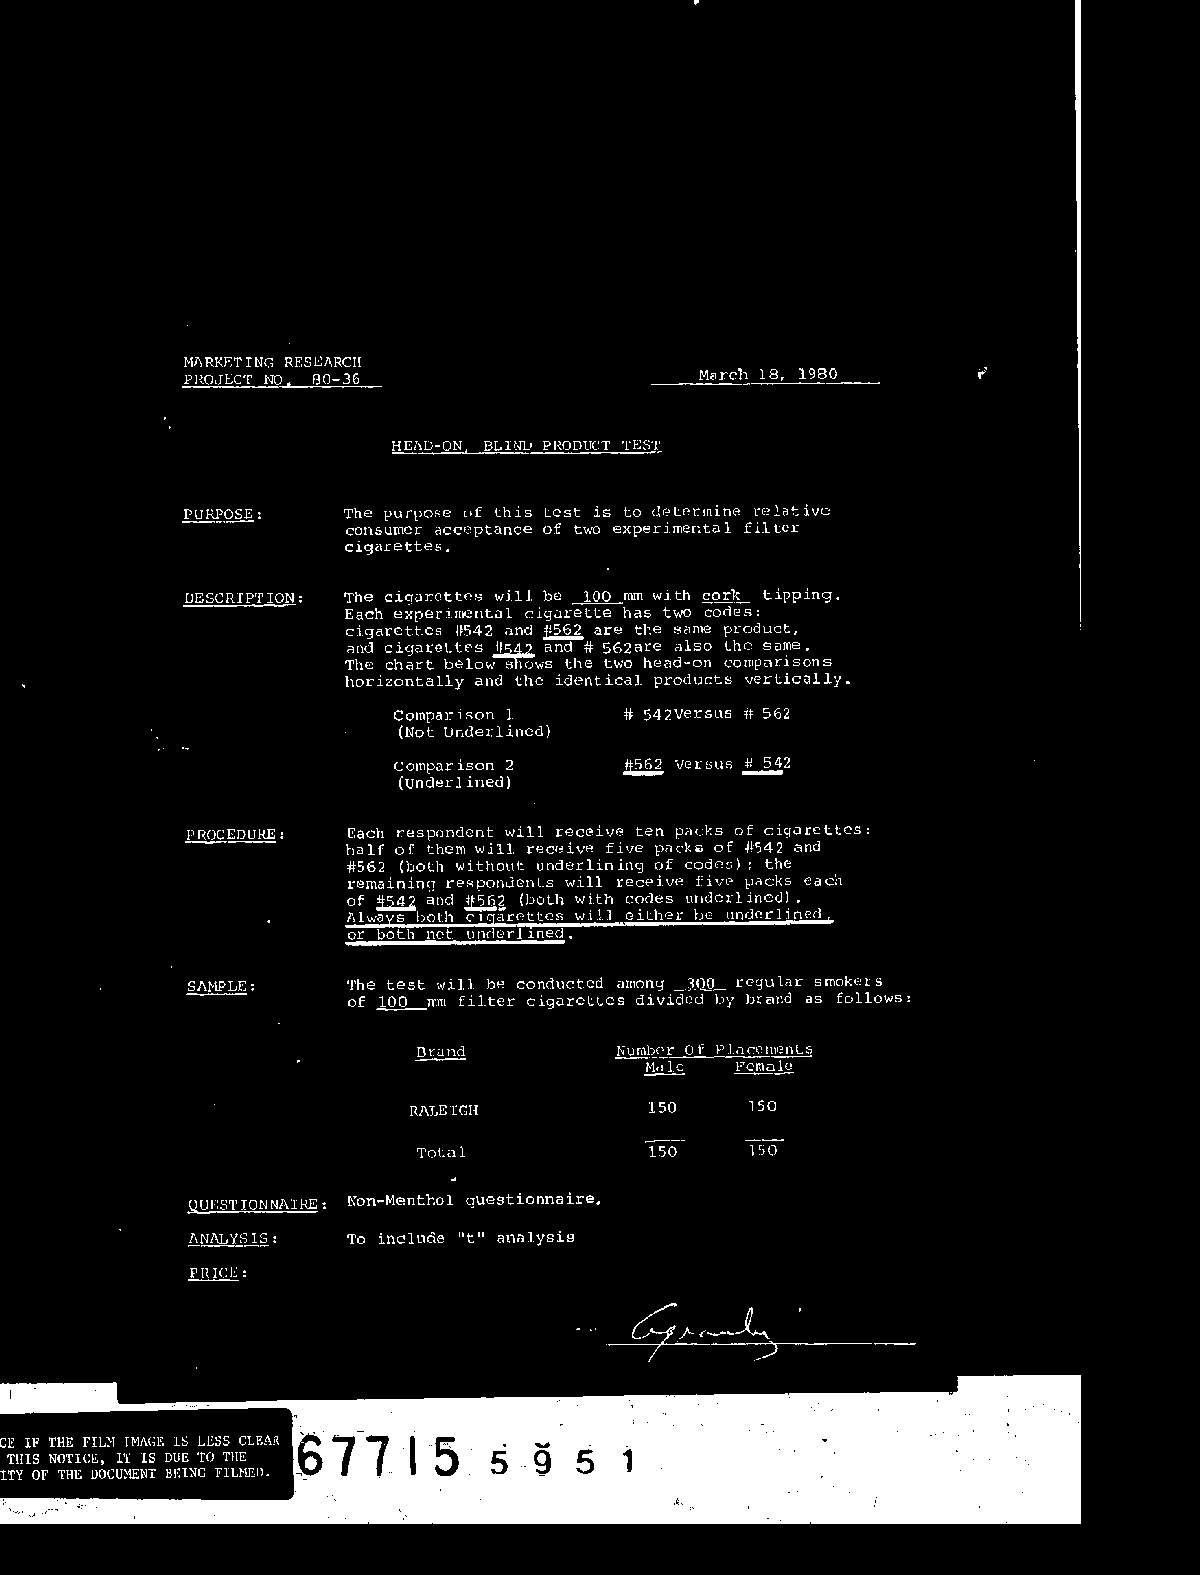 MARKETING RESEARCH
PROJECT NO. 80-36
March 18, 1980
HEAD-ON, BLIND PRODUCT TEST
PURPOSE: The purpose of this test is to determine relative
consumer acceptance of two experimental filter
cigarettes.
DESCRIPTION: The cigarettes will be 100 mm with cork tipping.
Each experimental cigarette has two codes:
cigarettes #542 and #562 are the same product,
and cigarettes #542 and # 562are also the same.
The chart below shows the two head-on comparisons
horizontally and the identical products vertically.
Comparison 1 # 542Versus # 562
(Not Underlined)
Comparison 2 #562 Versus # 542
(Underlined)
PROCEDURE: Each respondent will receive ten packs of cigarettes:
half of them will receive five packs of #542 and
#562 (both without underlining of codes); the
remaining respondents will receive five packs each
of #542 and #562 (both with codes underlined).
Always both cigarettes will either be underlined,
or both not underlined.
SAMPLE: The test will be conducted among 300 regular smokers
of 100 mm filter cigarettes divided by brand as follows:
Brand Number Of Placements
Male Female
RALEIGH 150 150
Total 150 150
QUESTIONNAIRE: Non-Menthol questionnaire.
ANALYSIS: To include "t" analysis
PRICE:
CE IF THE FILM IMAGE IS LESS CLEAR
THIS NOTICE, IT IS DUE TO THE
ITY OF THE DOCUMENT BEING FILMED.
67715 5951